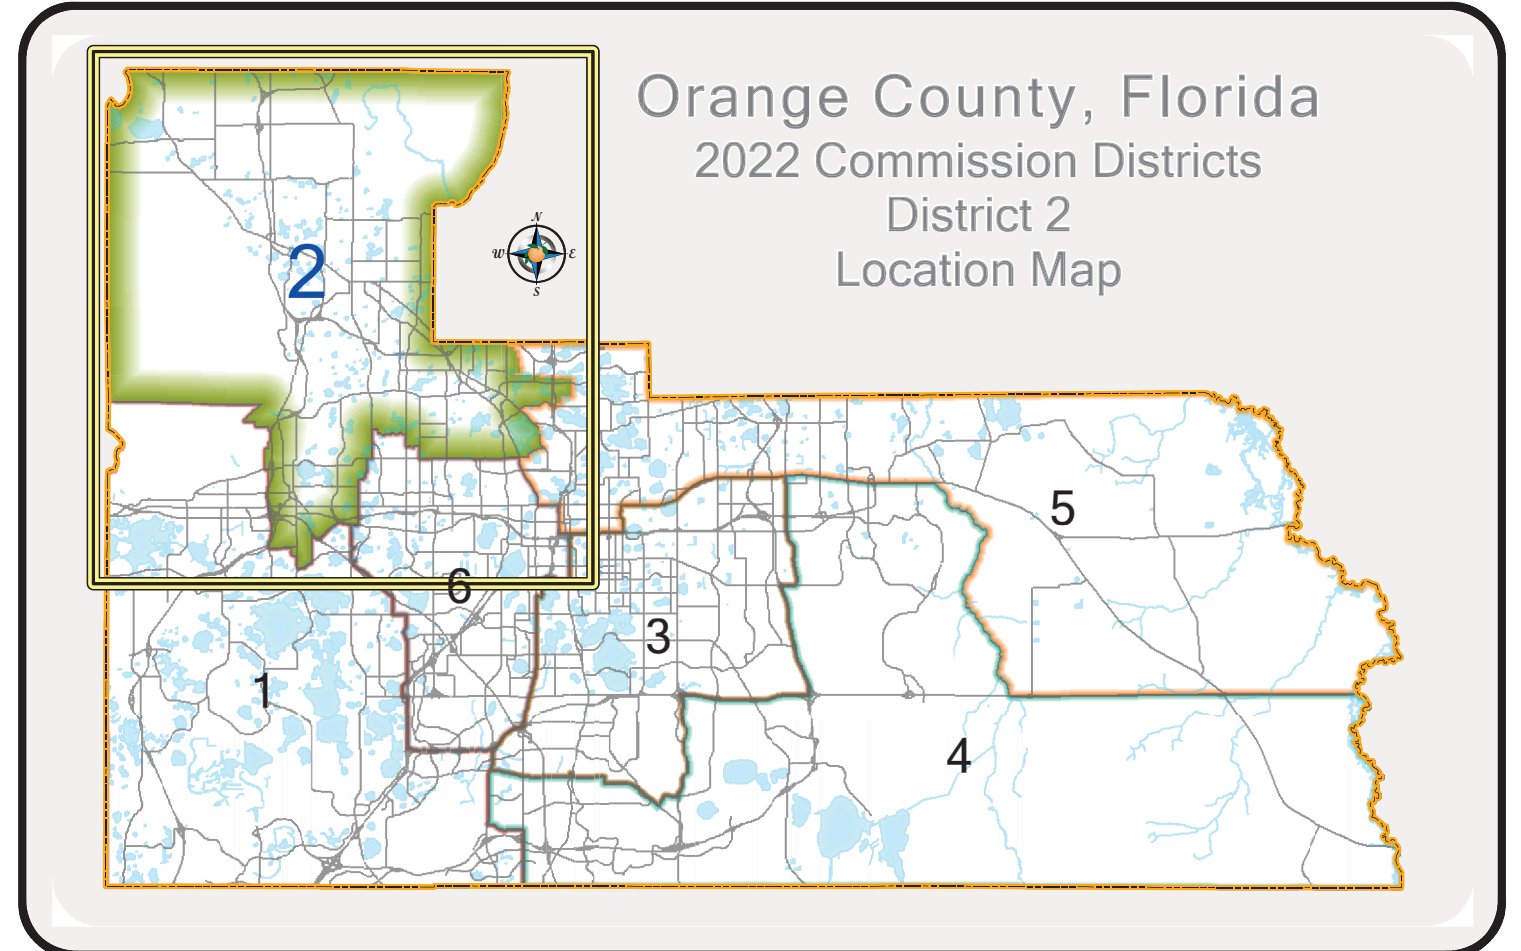 Orange County, Florida
2022 Commission Districts
District 2
Location Map
N
W
E
S
2
5
6
3
1
4